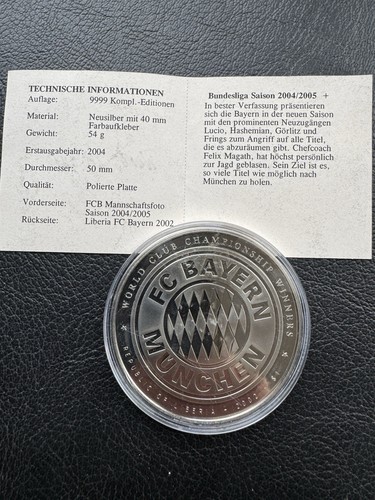 TECHNISCHE INFORMATIONEN
Auflage: 9999 Kompl.-Editionen
Material: Neusilber mit 40 mm
Farbaufkleber
Gewicht: 54 g
Erstausgabejahr: 2004
Durchmesser: 50 mm
Qualität: Polierte Platte
Vorderseite: FCB Mannschaftsfoto
Saison 2004/2005
Rückseite: Liberia FC Bayern 2002
Bundesliga Saison 2004/2005 +
In bester Verfassung präsentieren
sich die Bayern in der neuen Saison
mit den prominenten Neuzugängen
Lucio, Hashemian, Görlitz und
Frings zum Angriff auf alle Titel,
die es abzuräumen gibt. Chefcoach
Felix Magath, hat höchst persönlich
zur Jagd geblasen. Sein Ziel ist es,
so viele Titel wie möglich nach
München zu holen.
WORLD CLUB CHAMPIONSHIP WINNERS
FC BAYERN
MÜNCHEN
REPUBLIC OF LIBERIA